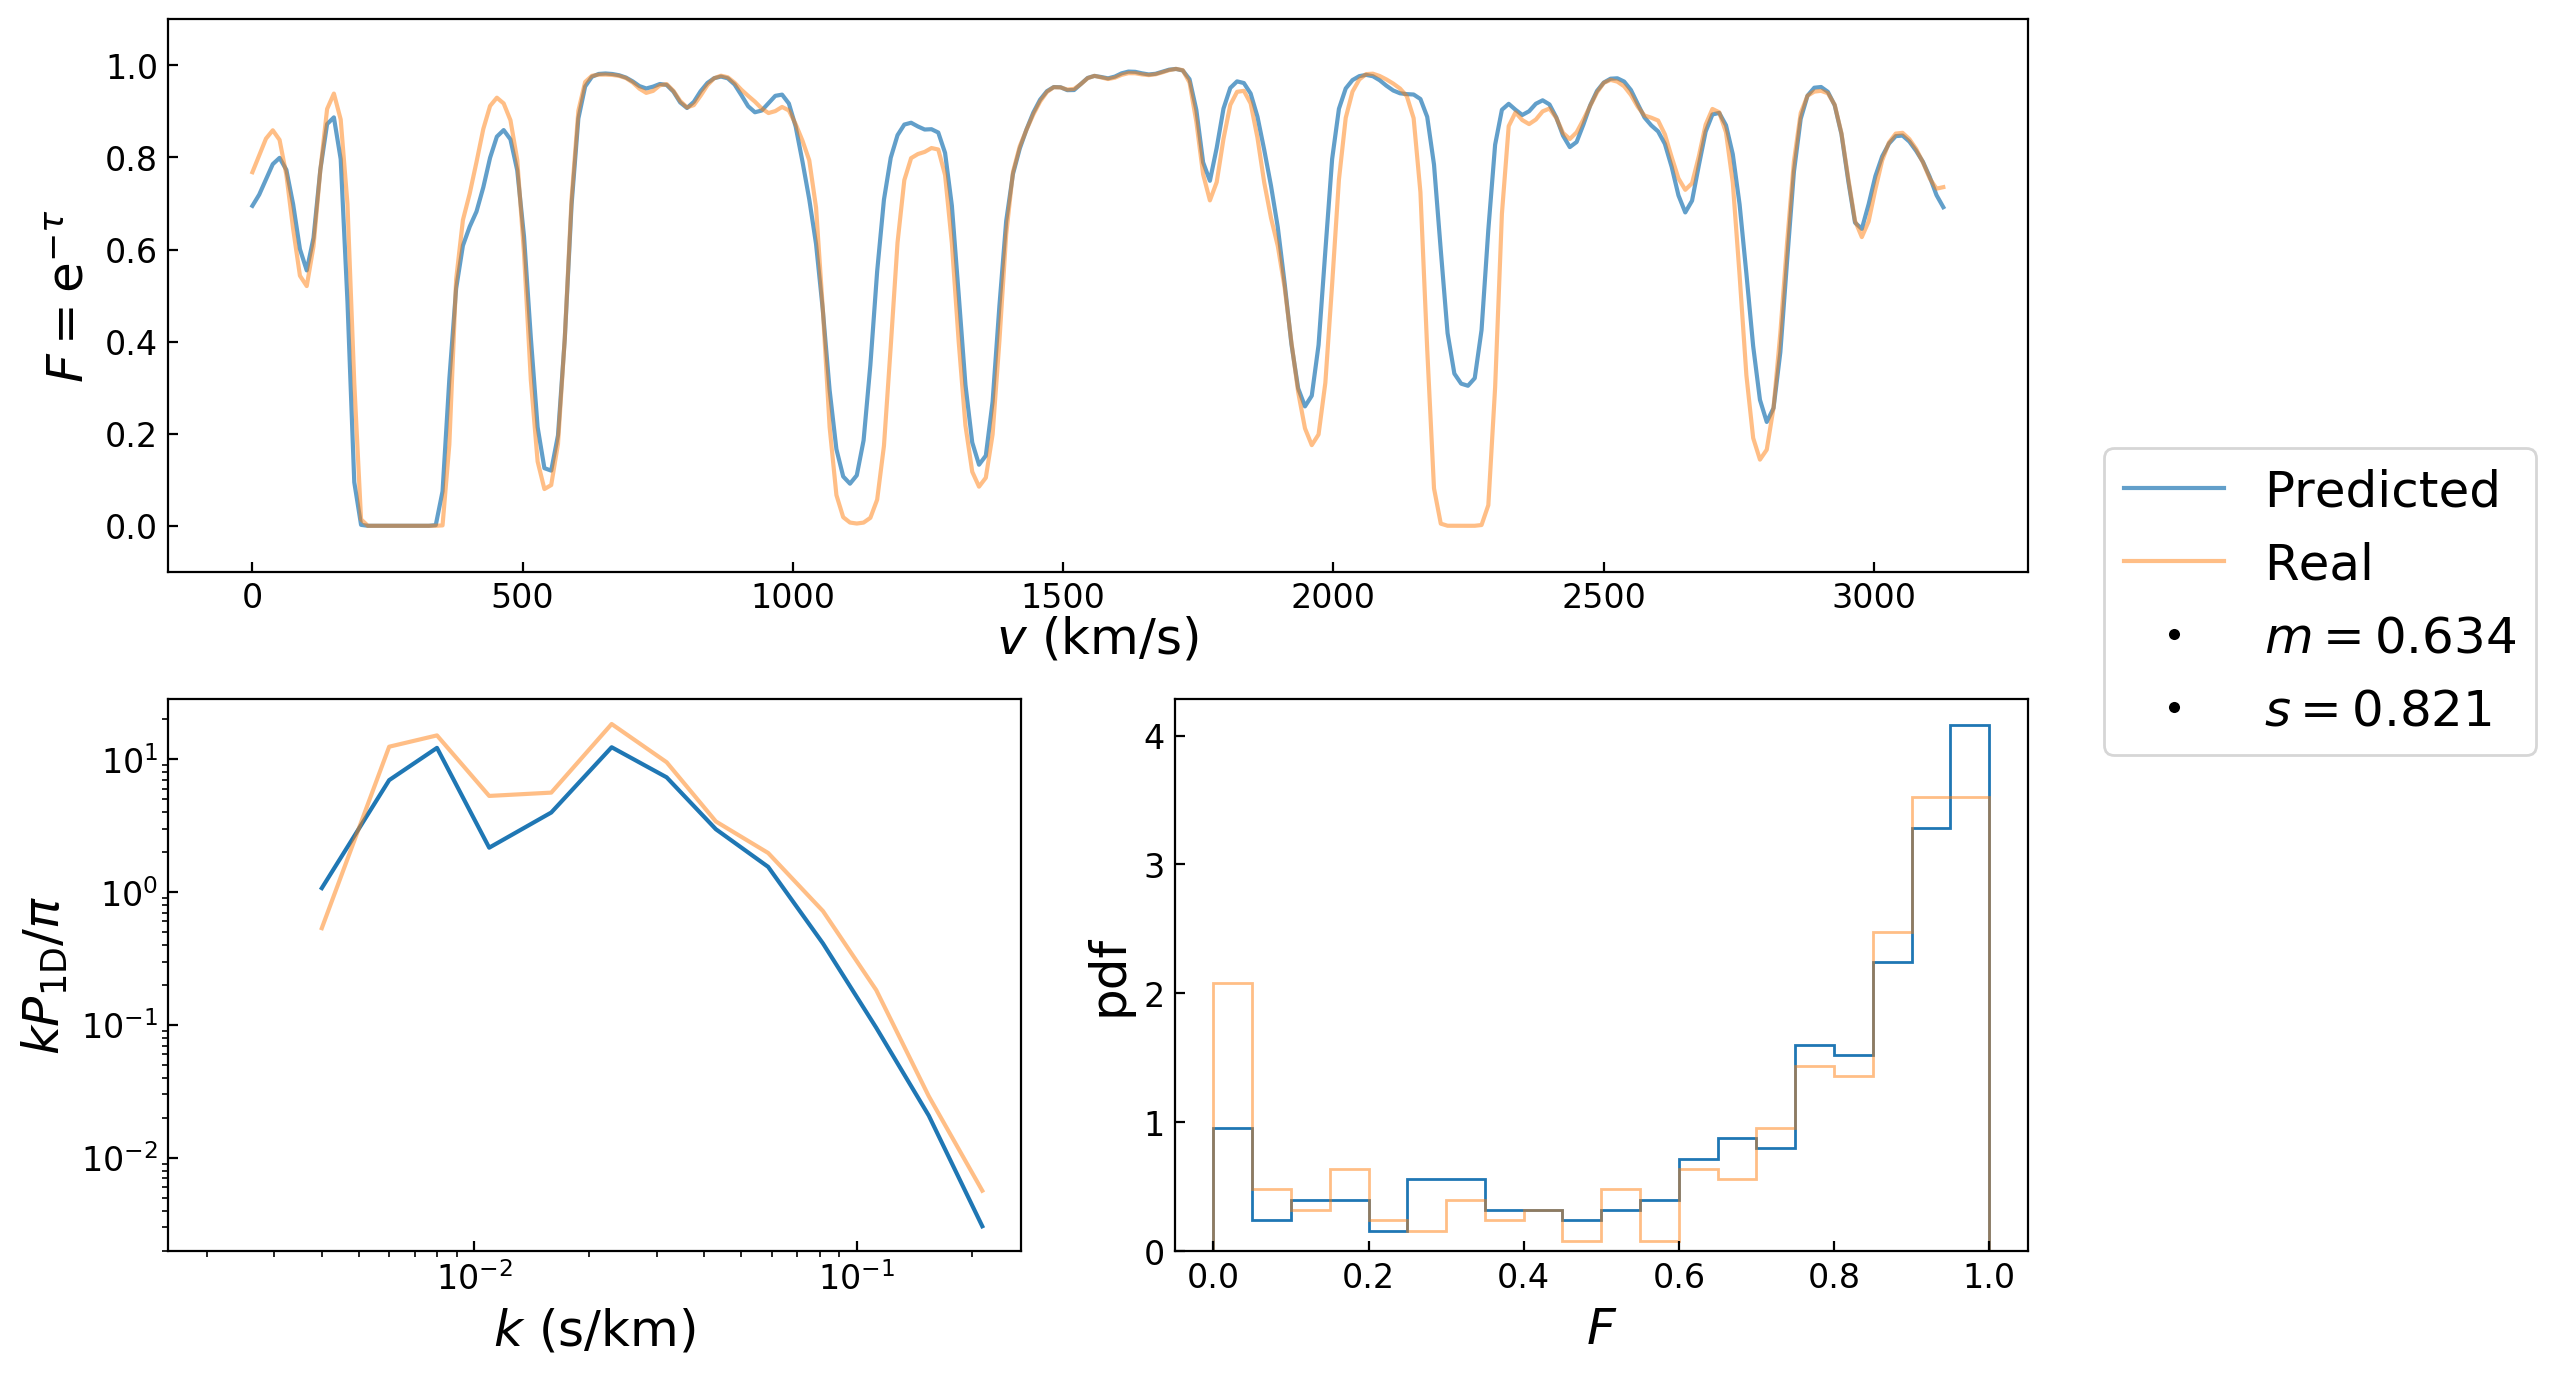 1.0
0.8
0.6
0.4
0.2
0.0
F = e^{−τ}
0 500 1000 1500 2000 2500 3000
v (km/s)
Predicted
Real
m = 0.634
s = 0.821
10^1
10^0
10^{−1}
10^{−2}
kP_{1D}/π
10^{−2} 10^{−1}
k (s/km)
4
3
2
1
0
pdf
0.0 0.2 0.4 0.6 0.8 1.0
F